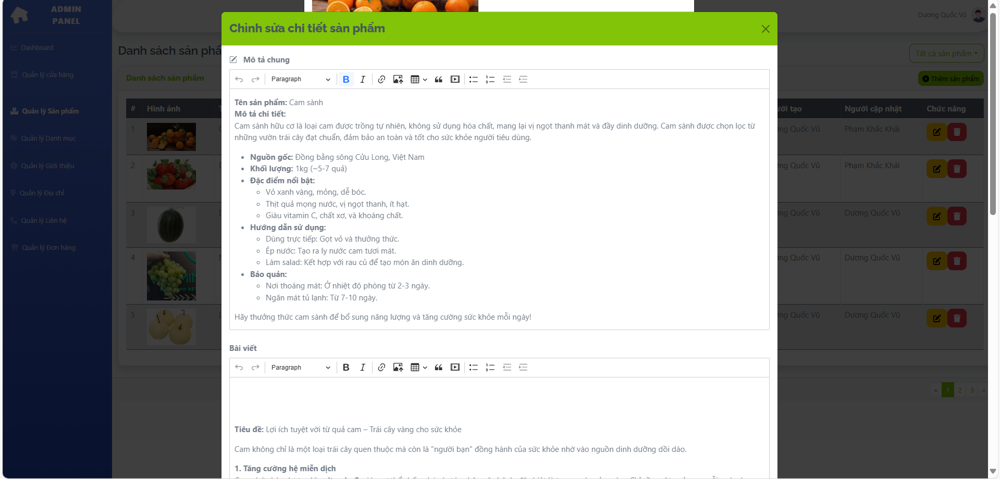 ADMIN
PANEL
Dashboard
Quản lý cửa hàng
Quản lý Sản phẩm
Quản lý Danh mục
Quản lý Giới thiệu
Quản lý Địa chỉ
Quản lý Liên hệ
Quản lý Đơn hàng
Dương Quốc Vũ
Danh sách sản
Tất cả sản phẩm
Danh sách sản phẩm
Thêm sản phẩm
# Hình ảnh Người cập nhật Chức năng
1 Quốc Vũ Phạm Khắc Khải
2 Quốc Vũ Phạm Khắc Khải
3 Quốc Vũ Dương Quốc Vũ
4 Quốc Vũ Dương Quốc Vũ
5 Quốc Vũ Dương Quốc Vũ
« 1 2 3 »
Chỉnh sửa chi tiết sản phẩm
Mô tả chung
Paragraph B I
Tên sản phẩm: Cam sành
Mô tả chi tiết:
Cam sành hữu cơ là loại cam được trồng tự nhiên, không sử dụng hóa chất, mang lại vị ngọt thanh mát và đầy dinh dưỡng. Cam sành được chọn lọc từ
những vườn trái cây đạt chuẩn, đảm bảo an toàn và tốt cho sức khỏe người tiêu dùng.
• Nguồn gốc: Đồng bằng sông Cửu Long, Việt Nam
• Khối lượng: 1kg (~5-7 quả)
• Đặc điểm nổi bật:
◦ Vỏ xanh vàng, mỏng, dễ bóc.
◦ Thịt quả mọng nước, vị ngọt thanh, ít hạt.
◦ Giàu vitamin C, chất xơ, và khoáng chất.
• Hướng dẫn sử dụng:
◦ Dùng trực tiếp: Gọt vỏ và thưởng thức.
◦ Ép nước: Tạo ra ly nước cam tươi mát.
◦ Làm salad: Kết hợp với rau củ để tạo món ăn dinh dưỡng.
• Bảo quản:
◦ Nơi thoáng mát: Ở nhiệt độ phòng từ 2-3 ngày.
◦ Ngăn mát tủ lạnh: Từ 7-10 ngày.
Hãy thưởng thức cam sành để bổ sung năng lượng và tăng cường sức khỏe mỗi ngày!
Bài viết
Paragraph B I
Tiêu đề: Lợi ích tuyệt vời từ quả cam – Trái cây vàng cho sức khỏe
Cam không chỉ là một loại trái cây quen thuộc mà còn là "người bạn" đồng hành của sức khỏe nhờ vào nguồn dinh dưỡng dồi dào.
1. Tăng cường hệ miễn dịch